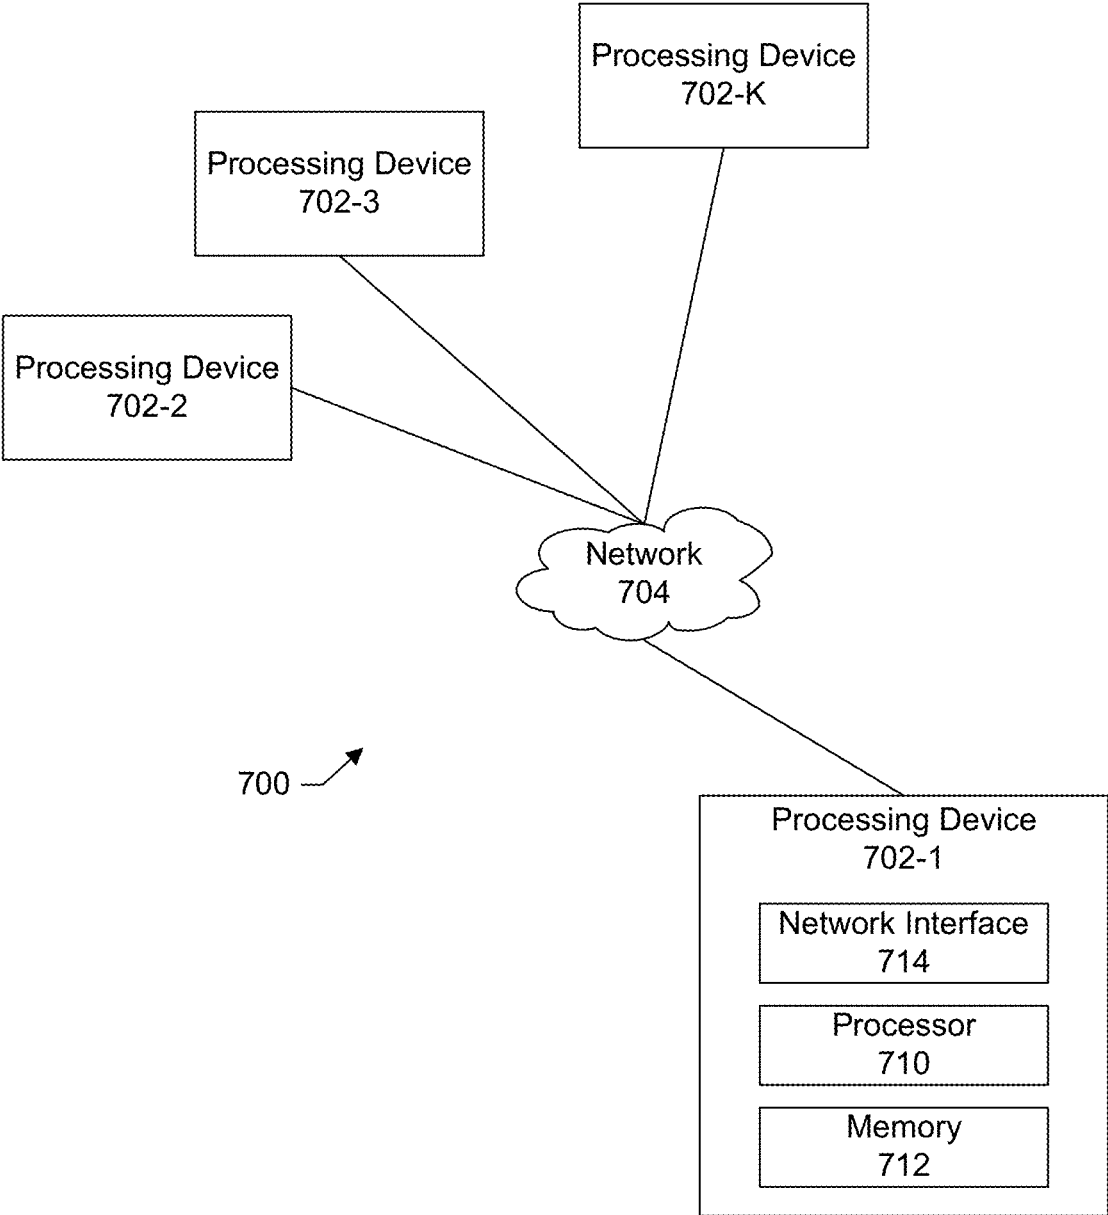 Processing Device
702-K
Processing Device
702-3
Processing Device
702-2
Network
704
700
Processing Device
702-1
Network Interface
714
Processor
710
Memory
712